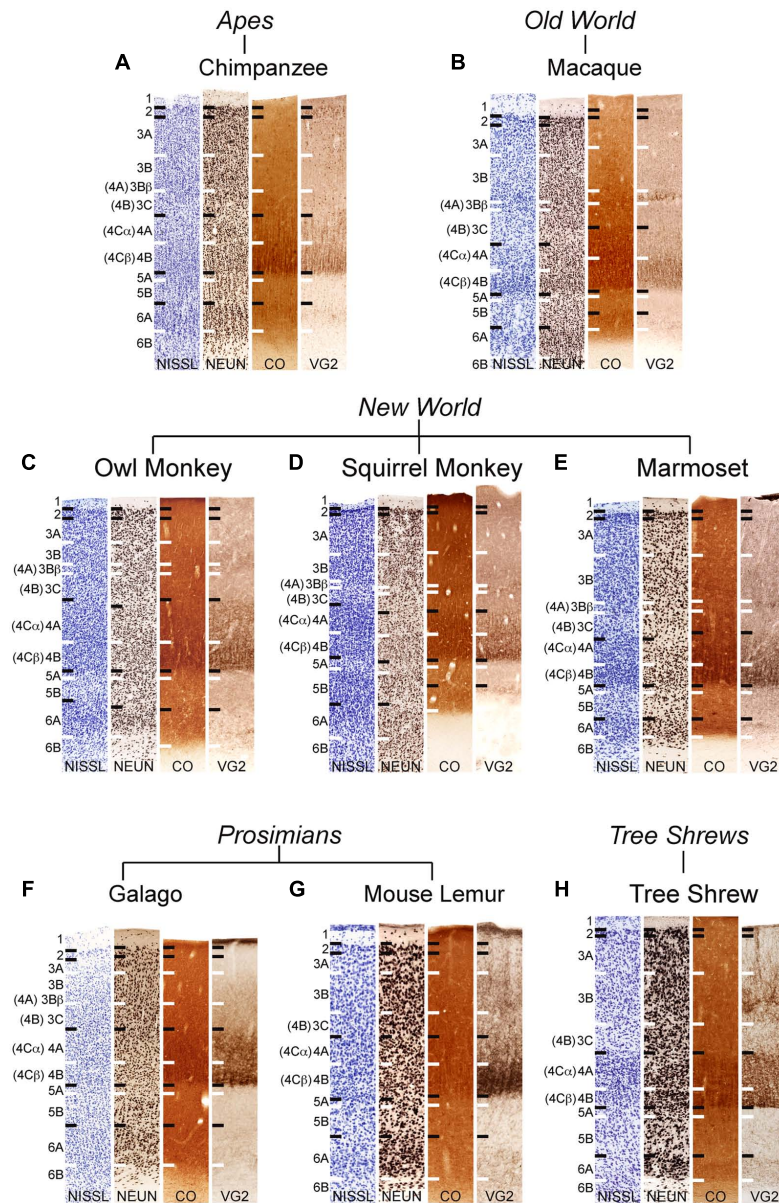 Apes
Old World
A
Chimpanzee
B
Macaque
1
2
3A
3B
(4A) 3Bβ
(4B) 3C
(4Cα) 4A
(4Cβ) 4B
5A
5B
6A
6B
NISSL NEUN CO VG2
1
2
3A
3B
(4A) 3Bβ
(4B) 3C
(4Cα) 4A
(4Cβ) 4B
5A
5B
6A
6B
NISSL NEUN CO VG2
New World
C
Owl Monkey
D
Squirrel Monkey
E
Marmoset
1
2
3A
3B
(4A) 3Bβ
(4B) 3C
(4Cα) 4A
(4Cβ) 4B
5A
5B
6A
6B
NISSL NEUN CO VG2
1
2
3A
3B
(4A) 3Bβ
(4B) 3C
(4Cα) 4A
(4Cβ) 4B
5A
5B
6A
6B
NISSL NEUN CO VG2
1
2
3A
3B
(4A) 3Bβ
(4B) 3C
(4Cα) 4A
(4Cβ) 4B
5A
5B
6A
6B
NISSL NEUN CO VG2
Prosimians
Tree Shrews
F
Galago
G
Mouse Lemur
H
Tree Shrew
1
2
3A
3B
(4A) 3Bβ
(4B) 3C
(4Cα) 4A
(4Cβ) 4B
5A
5B
6A
6B
NISSL NEUN CO VG2
1
2
3A
3B
(4B) 3C
(4Cα) 4A
(4Cβ) 4B
5A
5B
6A
6B
NISSL NEUN CO VG2
1
2
3A
3B
(4B) 3C
(4Cα) 4A
(4Cβ) 4B
5A
5B
6A
6B
NISSL NEUN CO VG2